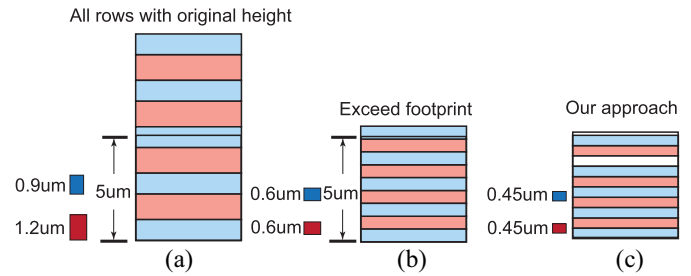 All rows with original height
Exceed footprint
Our approach
0.9um
5um
1.2um
0.6um
5um
0.6um
0.45um
0.45um
(a)
(b)
(c)